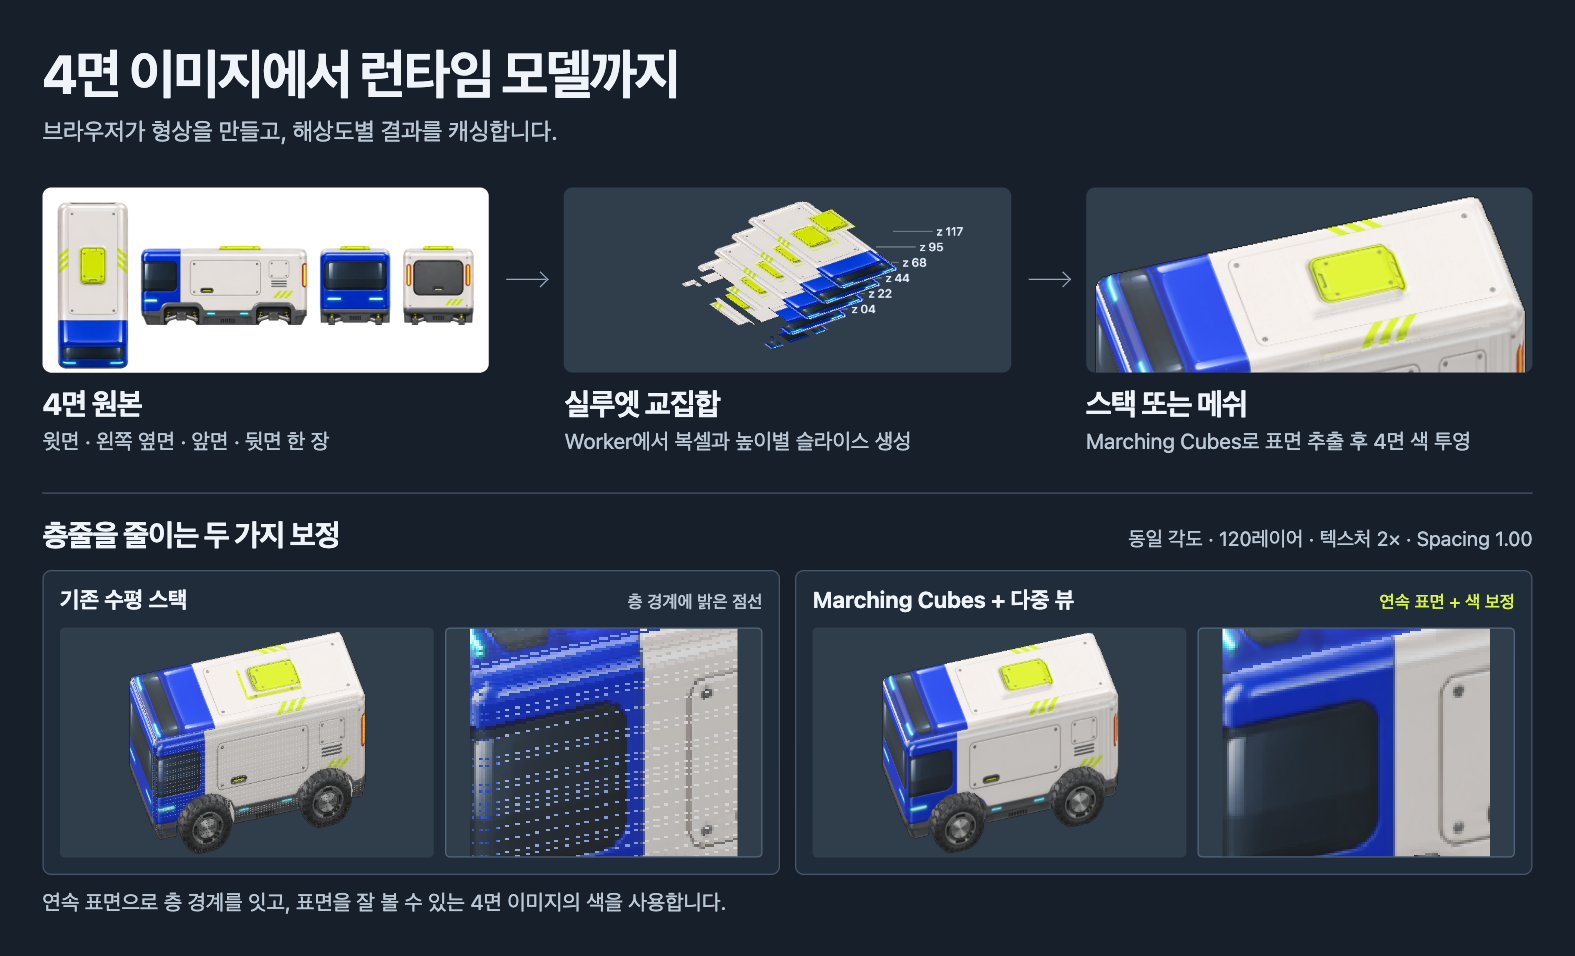 4면 이미지에서 런타임 모델까지
브라우저가 형상을 만들고, 해상도별 결과를 캐싱합니다.
z 117
z 95
z 68
z 44
z 22
z 04
4면 원본
윗면 · 왼쪽 옆면 · 앞면 · 뒷면 한 장
실루엣 교집합
Worker에서 복셀과 높이별 슬라이스 생성
스택 또는 메쉬
Marching Cubes로 표면 추출 후 4면 색 투영
층줄을 줄이는 두 가지 보정
동일 각도 · 120레이어 · 텍스처 2× · Spacing 1.00
기존 수평 스택
층 경계에 밝은 점선
Marching Cubes + 다중 뷰
연속 표면 + 색 보정
연속 표면으로 층 경계를 잇고, 표면을 잘 볼 수 있는 4면 이미지의 색을 사용합니다.